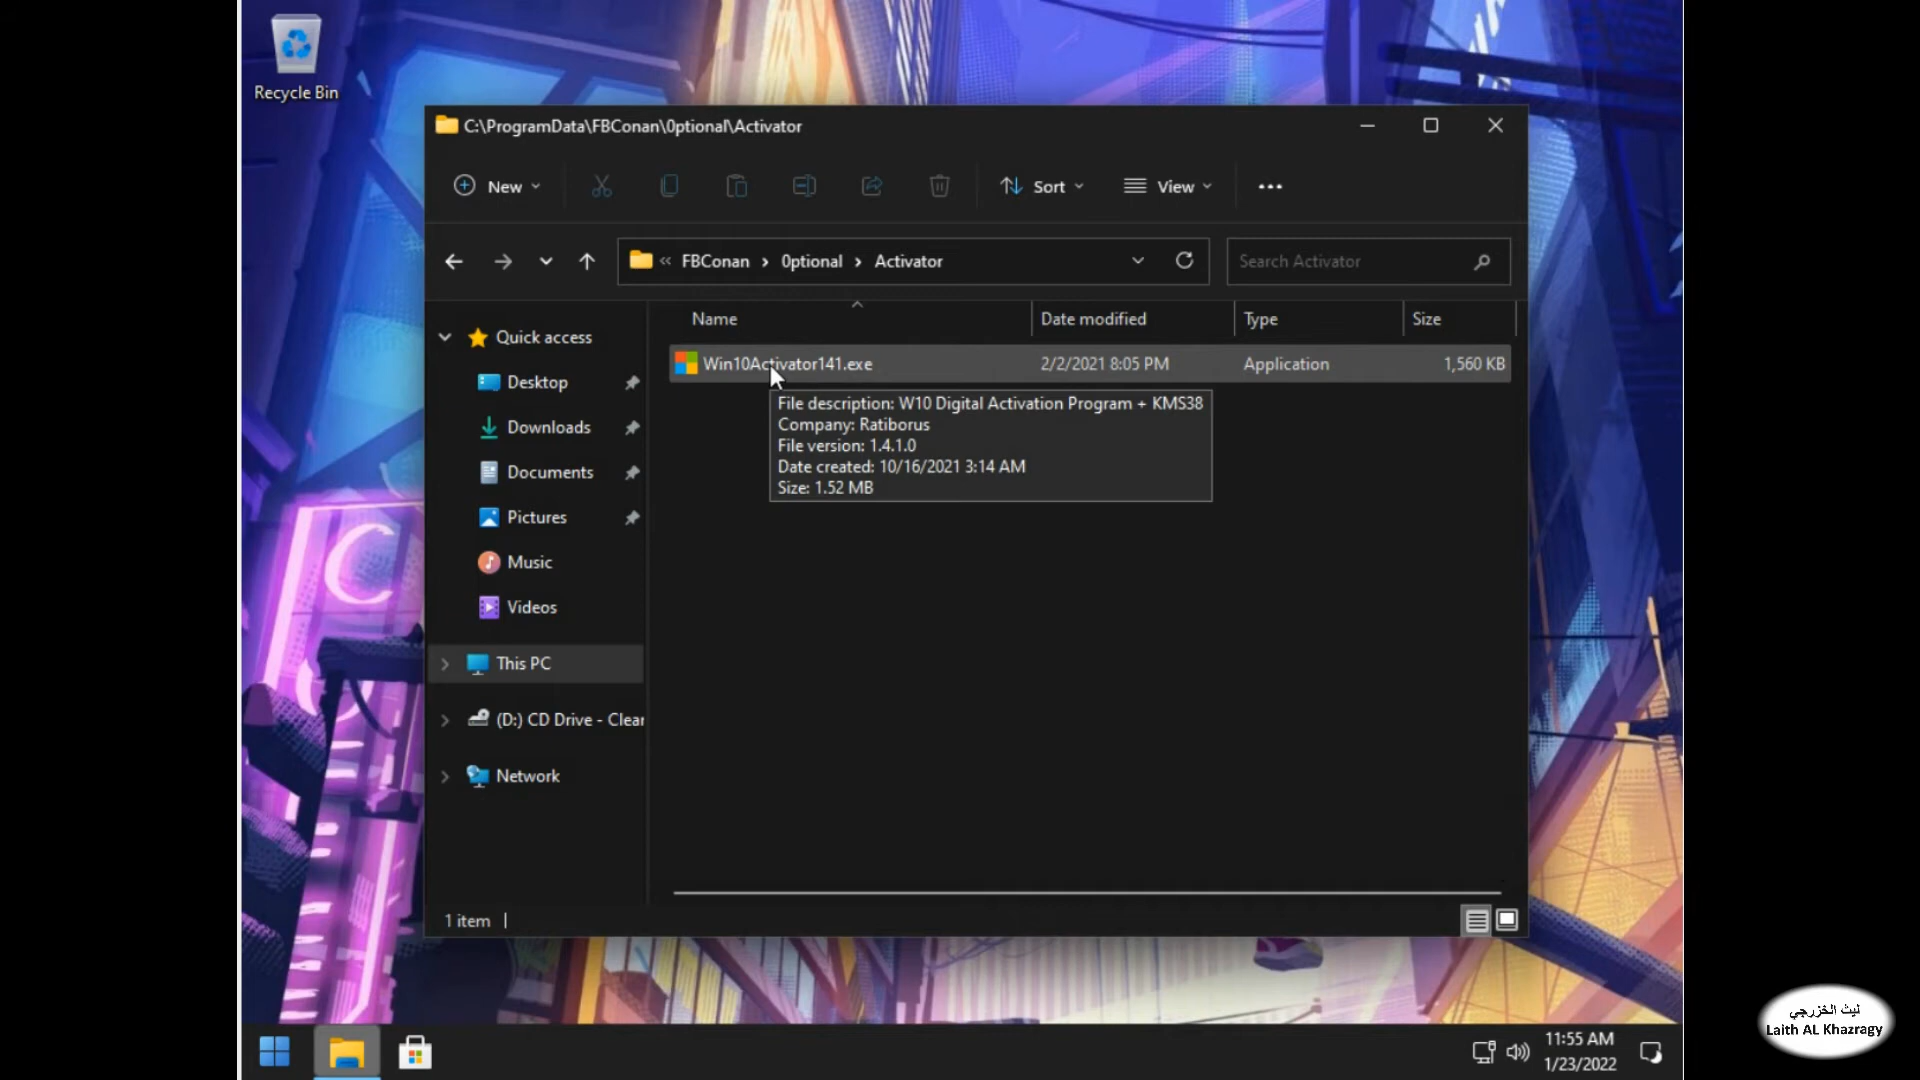 Recycle Bin
C:\ProgramData\FBConan\0ptional\Activator
New
Sort
View
« FBConan › 0ptional › Activator
Search Activator
Name
Date modified
Type
Size
Quick access
Desktop
Downloads
Documents
Pictures
Music
Videos
This PC
(D:) CD Drive - Clear
Network
Win10Activator141.exe 2/2/2021 8:05 PM Application 1,560 KB
File description: W10 Digital Activation Program + KMS38
Company: Ratiborus
File version: 1.4.1.0
Date created: 10/16/2021 3:14 AM
Size: 1.52 MB
1 item
11:55 AM
1/23/2022
ليث الخزرجي
Laith AL Khazragy